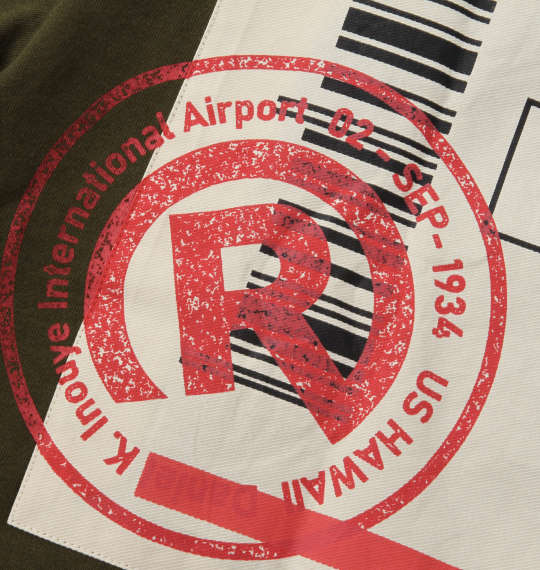 K. Inouye International Airport 02-SEP-1934 US HAWAII
R